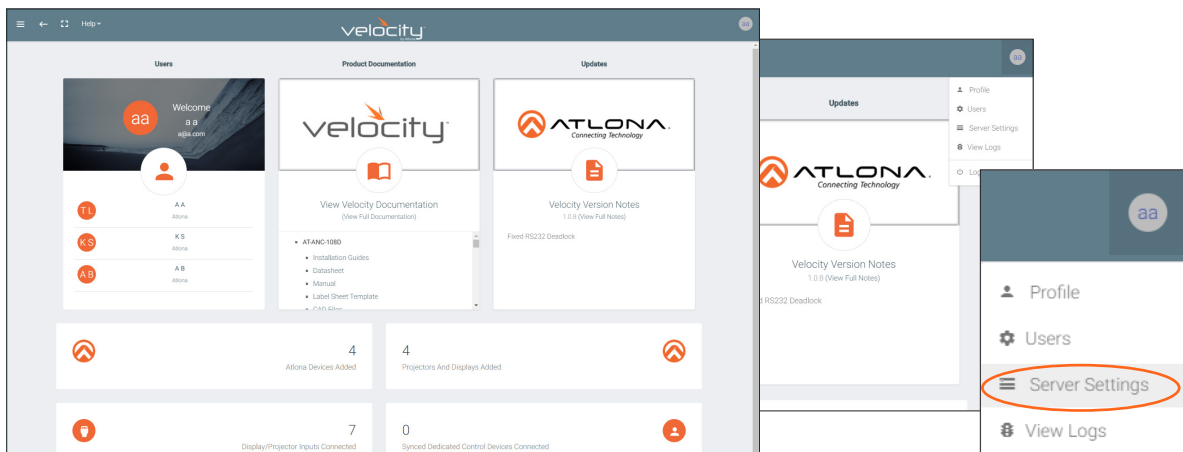 Help
velocity
by Atlona
aa
Users
Product Documentation
Updates
aa
Welcome
a a
a@a.com
TL
A A
Atlona
KS
K S
Atlona
AB
A B
Atlona
velocity
View Velocity Documentation
(View Full Documentation)
AT-ANC-108D
Installation Guides
Datasheet
Manual
Label Sheet Template
CAD Files
ATLONA.
Connecting Technology
Velocity Version Notes
1.0.8 (View Full Notes)
Fixed RS232 Deadlock
4
Atlona Devices Added
4
Projectors And Displays Added
7
Display/Projector Inputs Connected
0
Synced Dedicated Control Devices Connected
aa
Updates
Profile
Users
Server Settings
View Logs
ATLONA.
Connecting Technology
Velocity Version Notes
1.0.8 (View Full Notes)
RS232 Deadlock
aa
Profile
Users
Server Settings
View Logs